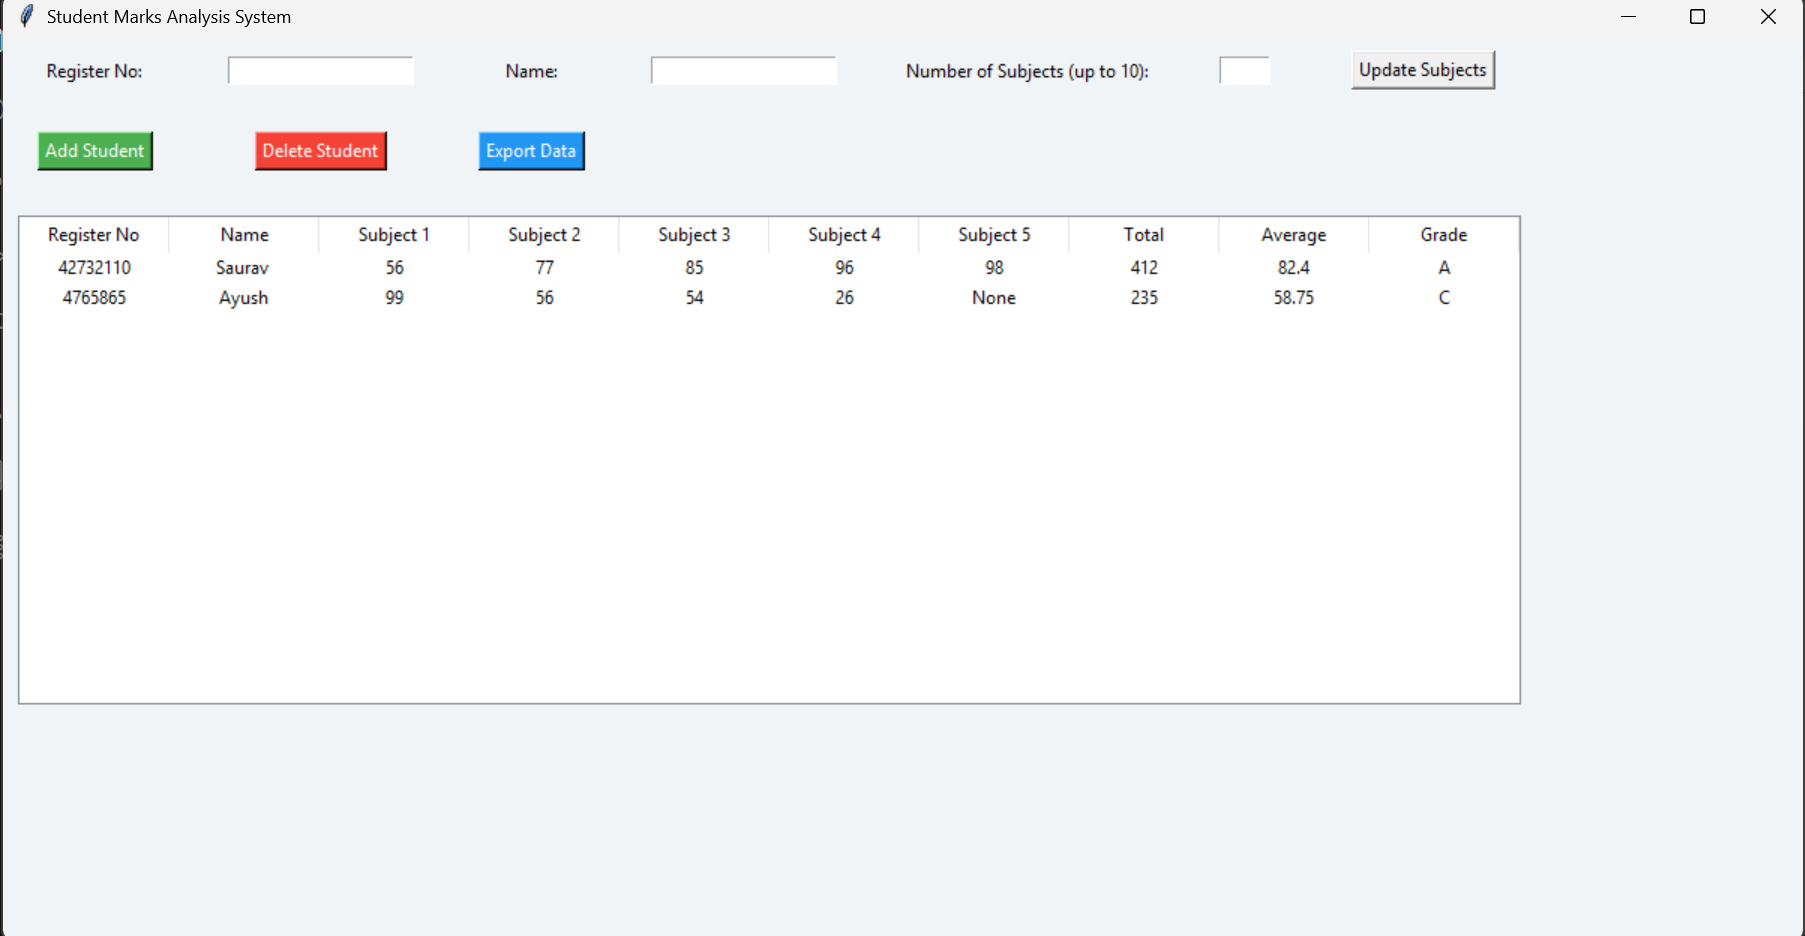 Student Marks Analysis System
Register No: Name: Number of Subjects (up to 10): Update Subjects
Add Student Delete Student Export Data
Register No Name Subject 1 Subject 2 Subject 3 Subject 4 Subject 5 Total Average Grade
42732110 Saurav 56 77 85 96 98 412 82.4 A
4765865 Ayush 99 56 54 26 None 235 58.75 C